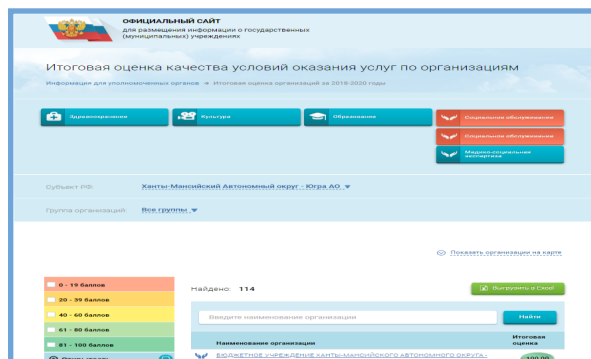 ОФИЦИАЛЬНЫЙ САЙТ
для размещения информации о государственных
(муниципальных) учреждениях
Итоговая оценка качества условий оказания услуг по организациям
Информация для уполномоченных органов → Итоговая оценка организаций за 2018-2020 годы
Здравоохранение
Культура
Образование
Социальное обслуживание
Социальное обслуживание
Медико-социальная
экспертиза
Субъект РФ: Ханты-Мансийский Автономный округ - Югра АО
Группа организаций: Все группы
Показать организации на карте
0 - 19 баллов
20 - 39 баллов
40 - 60 баллов
61 - 80 баллов
81 - 100 баллов
Найдено: 114
Выгрузить в Excel
Введите наименование организации
Найти
Наименование организации
Итоговая
оценка
БЮДЖЕТНОЕ УЧРЕЖДЕНИЕ ХАНТЫ-МАНСИЙСКОГО АВТОНОМНОГО ОКРУГА -
100,00